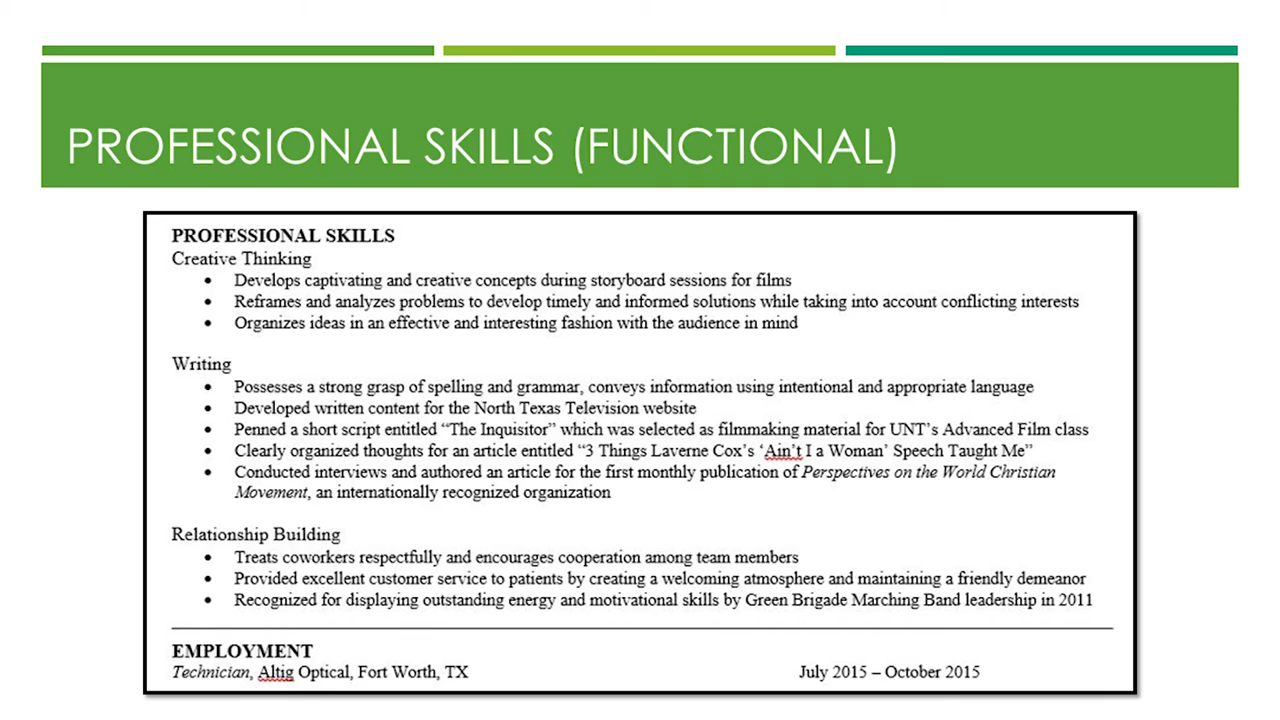 PROFESSIONAL SKILLS (FUNCTIONAL)
PROFESSIONAL SKILLS
Creative Thinking
• Develops captivating and creative concepts during storyboard sessions for films
• Reframes and analyzes problems to develop timely and informed solutions while taking into account conflicting interests
• Organizes ideas in an effective and interesting fashion with the audience in mind
Writing
• Possesses a strong grasp of spelling and grammar, conveys information using intentional and appropriate language
• Developed written content for the North Texas Television website
• Penned a short script entitled “The Inquisitor” which was selected as filmmaking material for UNT’s Advanced Film class
• Clearly organized thoughts for an article entitled “3 Things Laverne Cox’s ‘Ain’t I a Woman’ Speech Taught Me”
• Conducted interviews and authored an article for the first monthly publication of Perspectives on the World Christian
Movement, an internationally recognized organization
Relationship Building
• Treats coworkers respectfully and encourages cooperation among team members
• Provided excellent customer service to patients by creating a welcoming atmosphere and maintaining a friendly demeanor
• Recognized for displaying outstanding energy and motivational skills by Green Brigade Marching Band leadership in 2011
EMPLOYMENT
Technician, Altig Optical, Fort Worth, TX July 2015 – October 2015